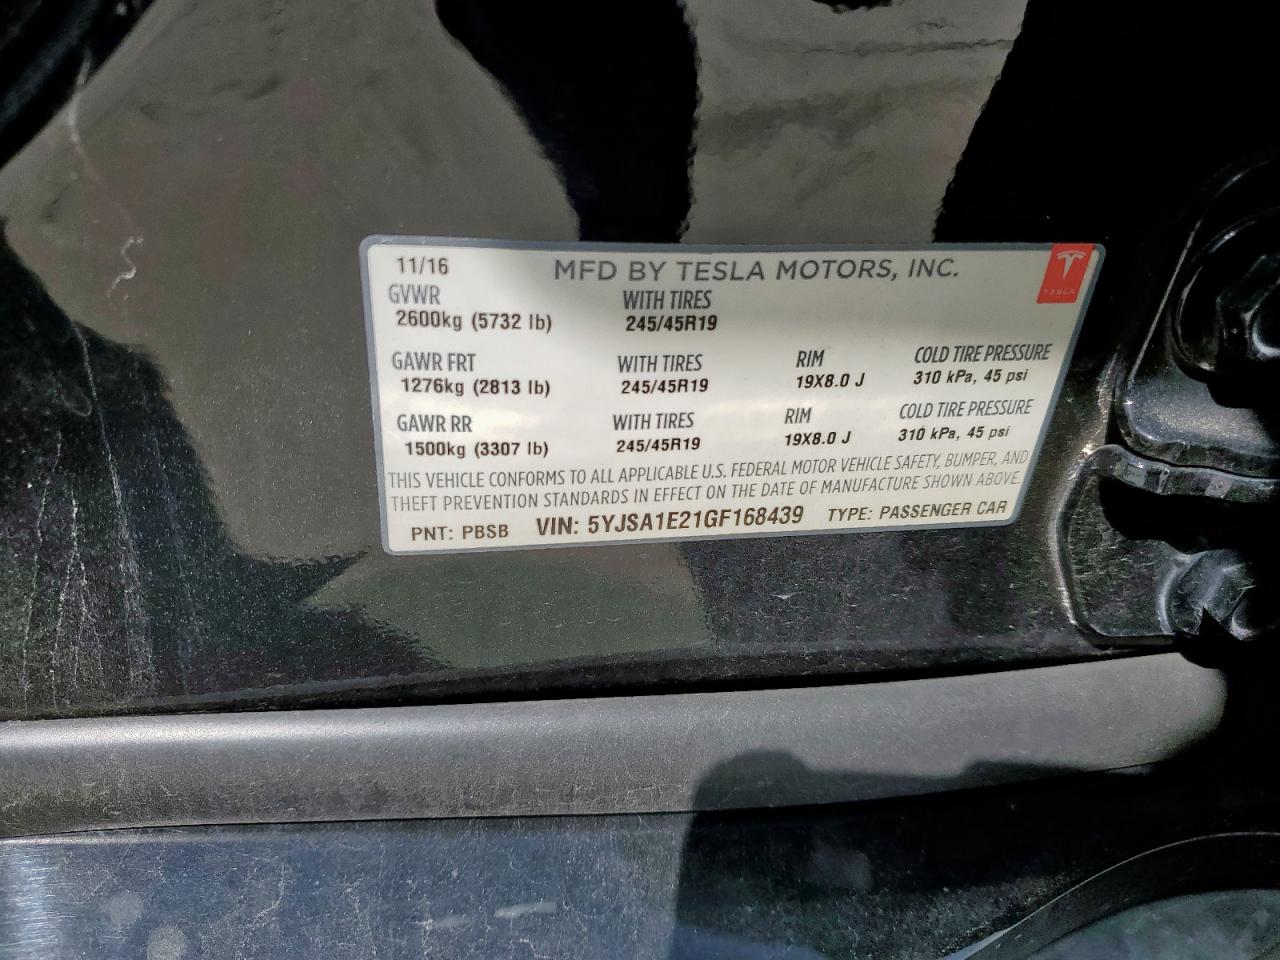 11/16 MFD BY TESLA MOTORS, INC.
TESLA
GVWR WITH TIRES
2600kg (5732 lb) 245/45R19
GAWR FRT WITH TIRES RIM COLD TIRE PRESSURE
1276kg (2813 lb) 245/45R19 19X8.0 J 310 kPa, 45 psi
GAWR RR WITH TIRES RIM COLD TIRE PRESSURE
1500kg (3307 lb) 245/45R19 19X8.0 J 310 kPa, 45 psi
THIS VEHICLE CONFORMS TO ALL APPLICABLE U.S. FEDERAL MOTOR VEHICLE SAFETY, BUMPER, AND
THEFT PREVENTION STANDARDS IN EFFECT ON THE DATE OF MANUFACTURE SHOWN ABOVE.
PNT: PBSB VIN: 5YJSA1E21GF168439 TYPE: PASSENGER CAR